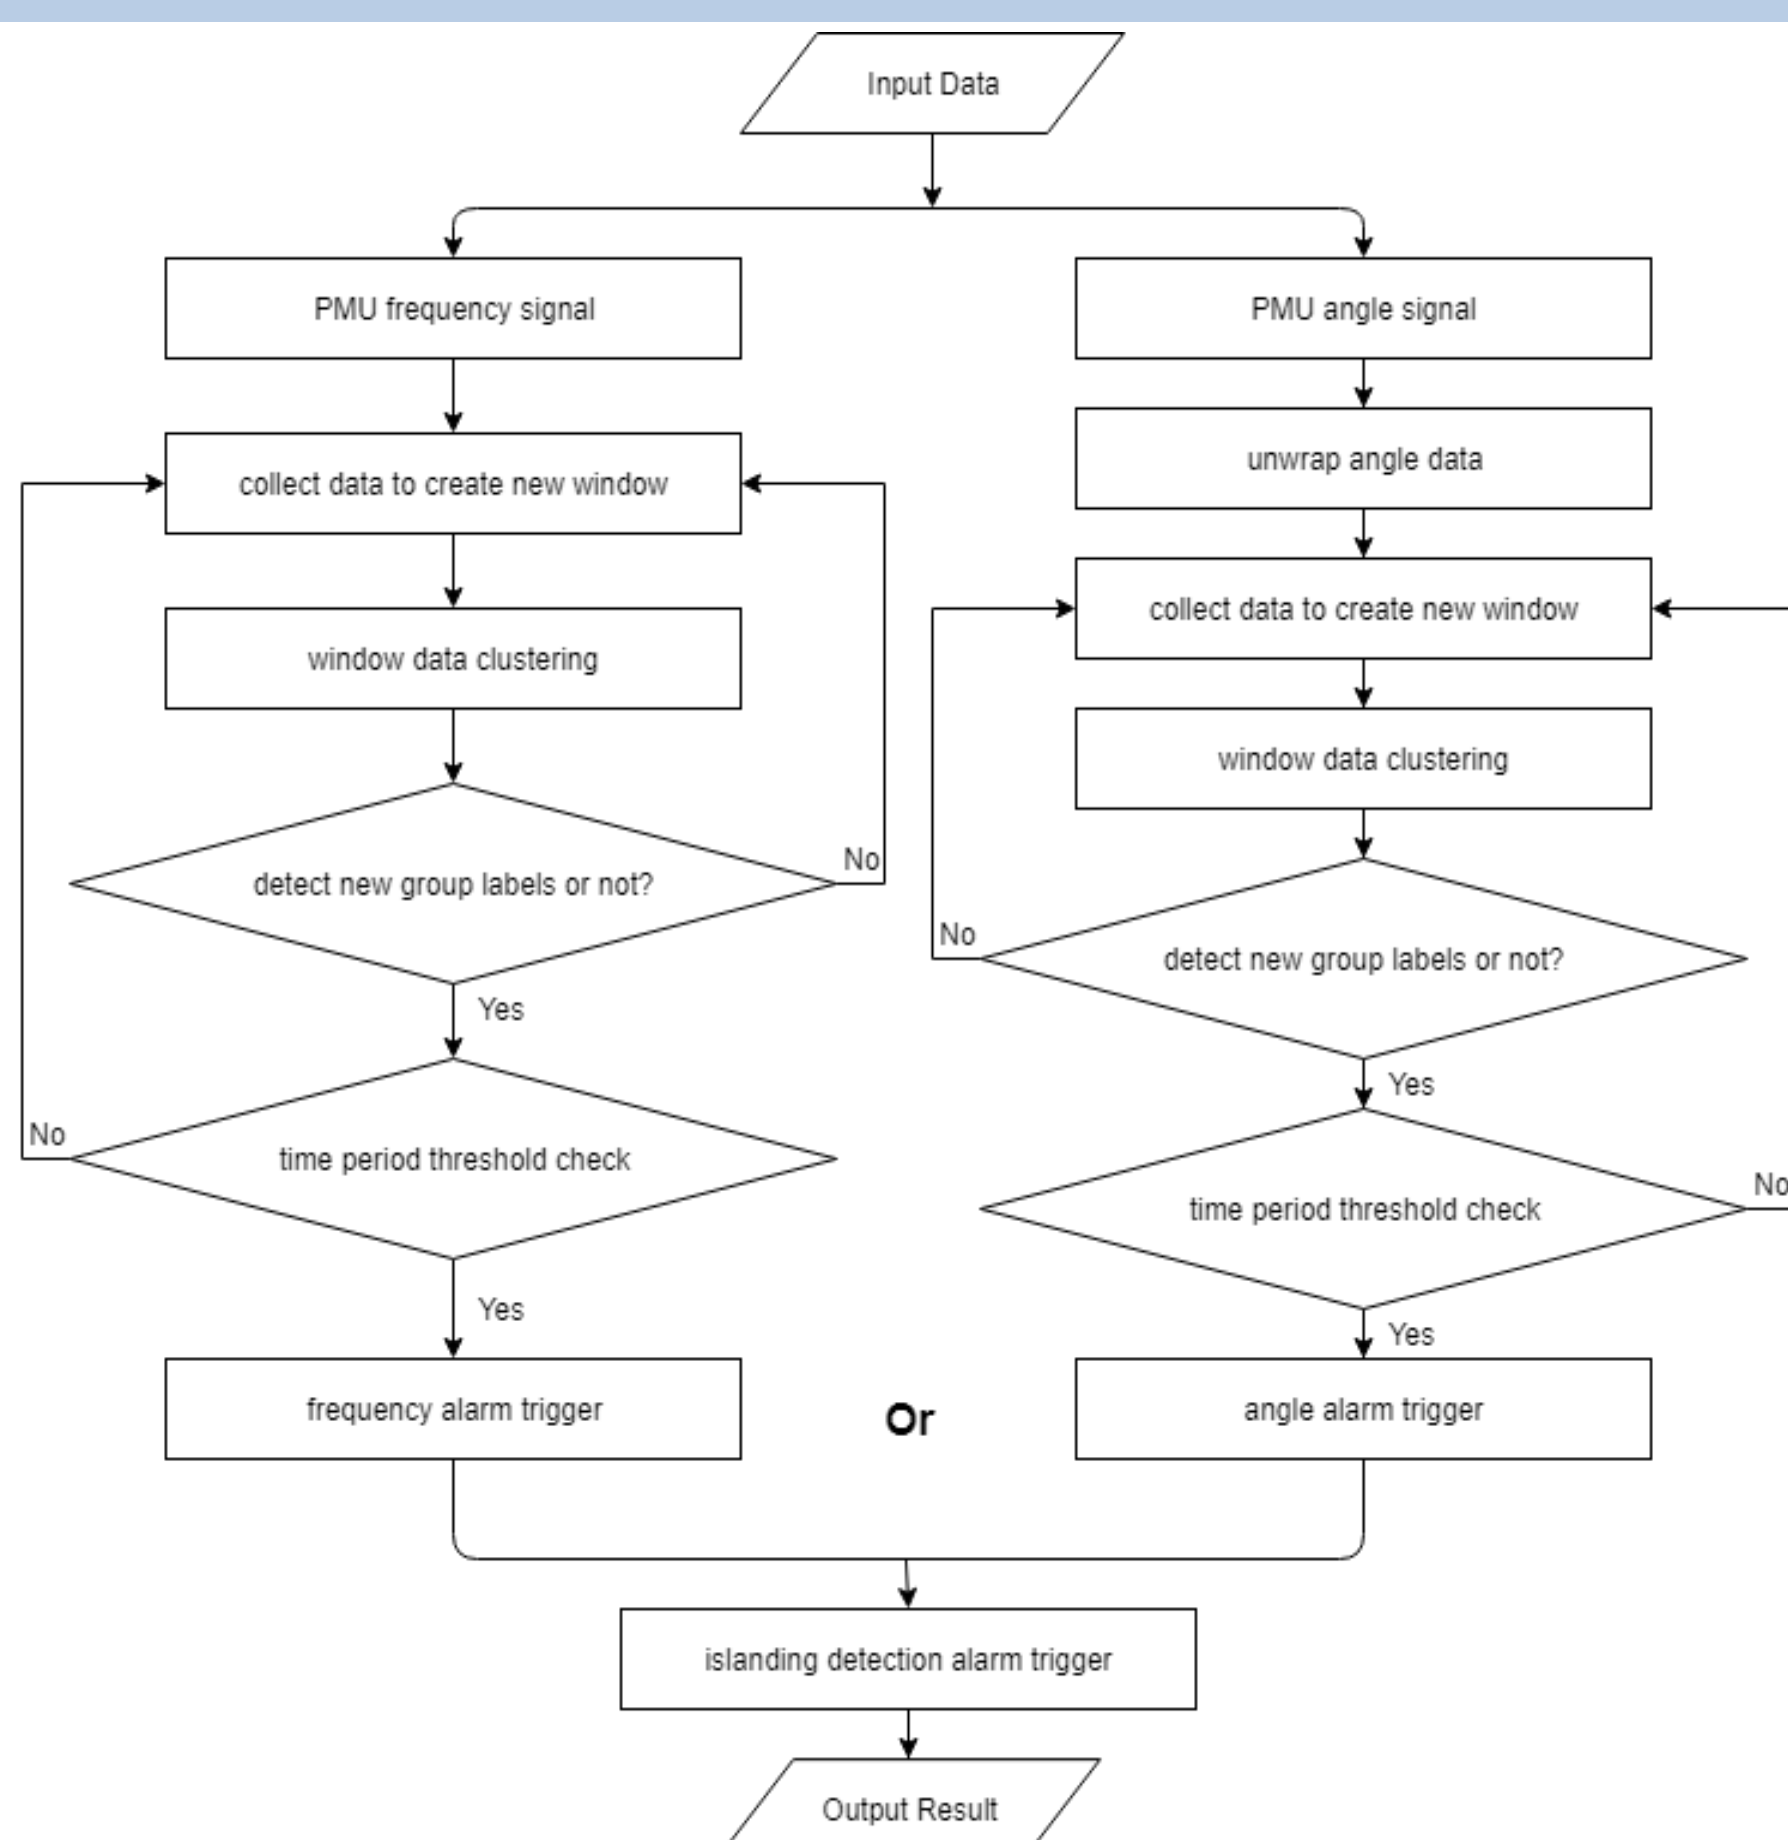 Input Data
PMU frequency signal
collect data to create new window
window data clustering
detect new group labels or not?
No
Yes
time period threshold check
No
Yes
frequency alarm trigger
Or
PMU angle signal
unwrap angle data
collect data to create new window
window data clustering
detect new group labels or not?
No
Yes
time period threshold check
No
Yes
angle alarm trigger
islanding detection alarm trigger
Output Result